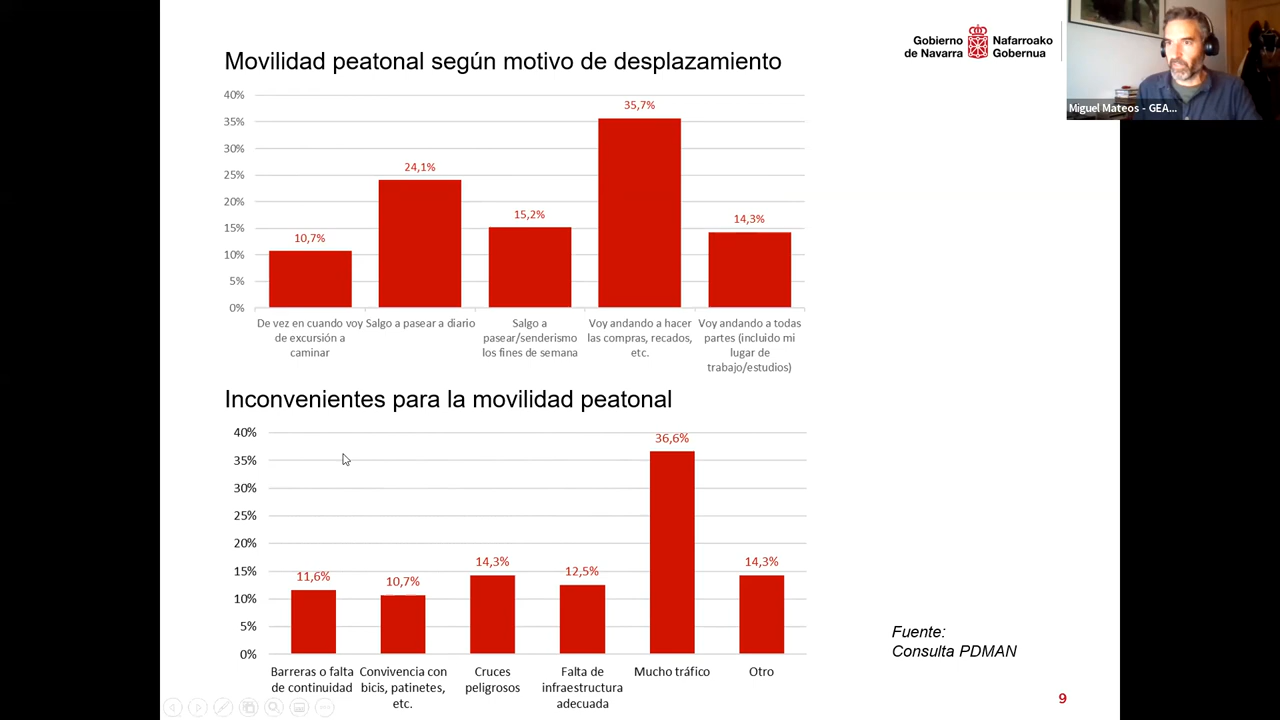 Gobierno
de Navarra
Nafarroako
Gobernua
Miguel Mateos - GEA...
Movilidad peatonal según motivo de desplazamiento
40%
35%
30%
25%
20%
15%
10%
5%
0%
10,7%
24,1%
15,2%
35,7%
14,3%
De vez en cuando voy
de excursión a
caminar
Salgo a pasear a diario
Salgo a
pasear/senderismo
los fines de semana
Voy andando a hacer
las compras, recados,
etc.
Voy andando a todas
partes (incluido mi
lugar de
trabajo/estudios)
Inconvenientes para la movilidad peatonal
40%
35%
30%
25%
20%
15%
10%
5%
0%
11,6%
10,7%
14,3%
12,5%
36,6%
14,3%
Barreras o falta
de continuidad
Convivencia con
bicis, patinetes,
etc.
Cruces
peligrosos
Falta de
infraestructura
adecuada
Mucho tráfico
Otro
Fuente:
Consulta PDMAN
9